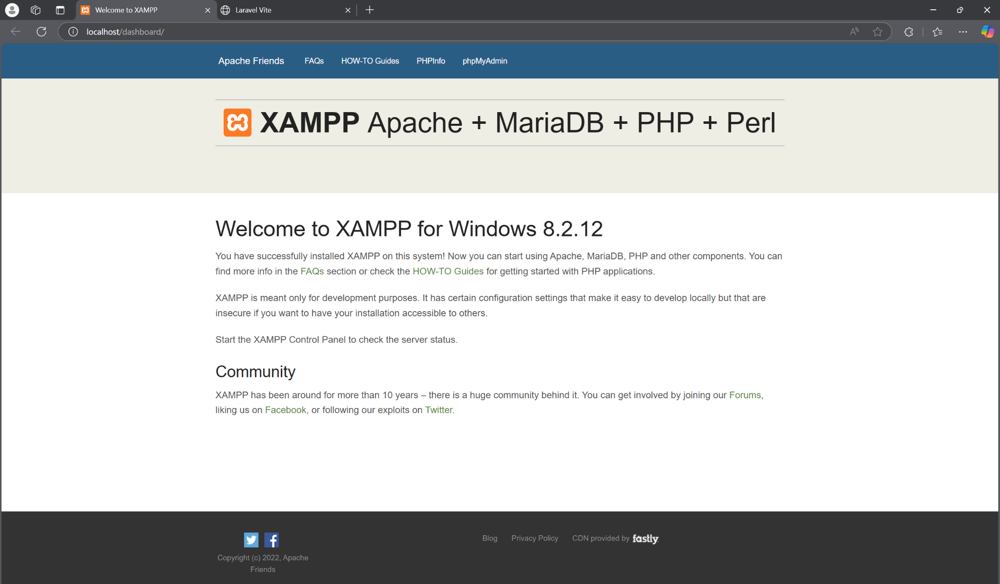 Welcome to XAMPP
Laravel Vite
localhost/dashboard/
Apache Friends FAQs HOW-TO Guides PHPInfo phpMyAdmin
XAMPP Apache + MariaDB + PHP + Perl
Welcome to XAMPP for Windows 8.2.12
You have successfully installed XAMPP on this system! Now you can start using Apache, MariaDB, PHP and other components. You can
find more info in the FAQs section or check the HOW-TO Guides for getting started with PHP applications.
XAMPP is meant only for development purposes. It has certain configuration settings that make it easy to develop locally but that are
insecure if you want to have your installation accessible to others.
Start the XAMPP Control Panel to check the server status.
Community
XAMPP has been around for more than 10 years – there is a huge community behind it. You can get involved by joining our Forums,
liking us on Facebook, or following our exploits on Twitter.
Blog Privacy Policy CDN provided by fastly
Copyright (c) 2022, Apache
Friends